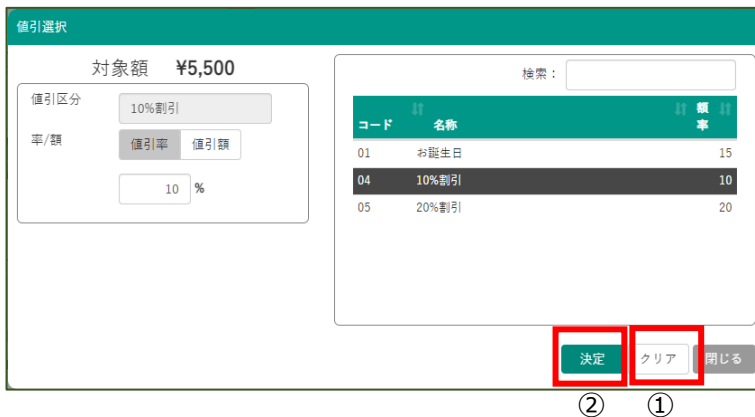 値引選択
対象額 ¥5,500
値引区分 10%割引
率/額 値引率 値引額
10 %
検索：
コード 名称 額率
01 お誕生日 15
04 10%割引 10
05 20%割引 20
決定 クリア 閉じる
② ①